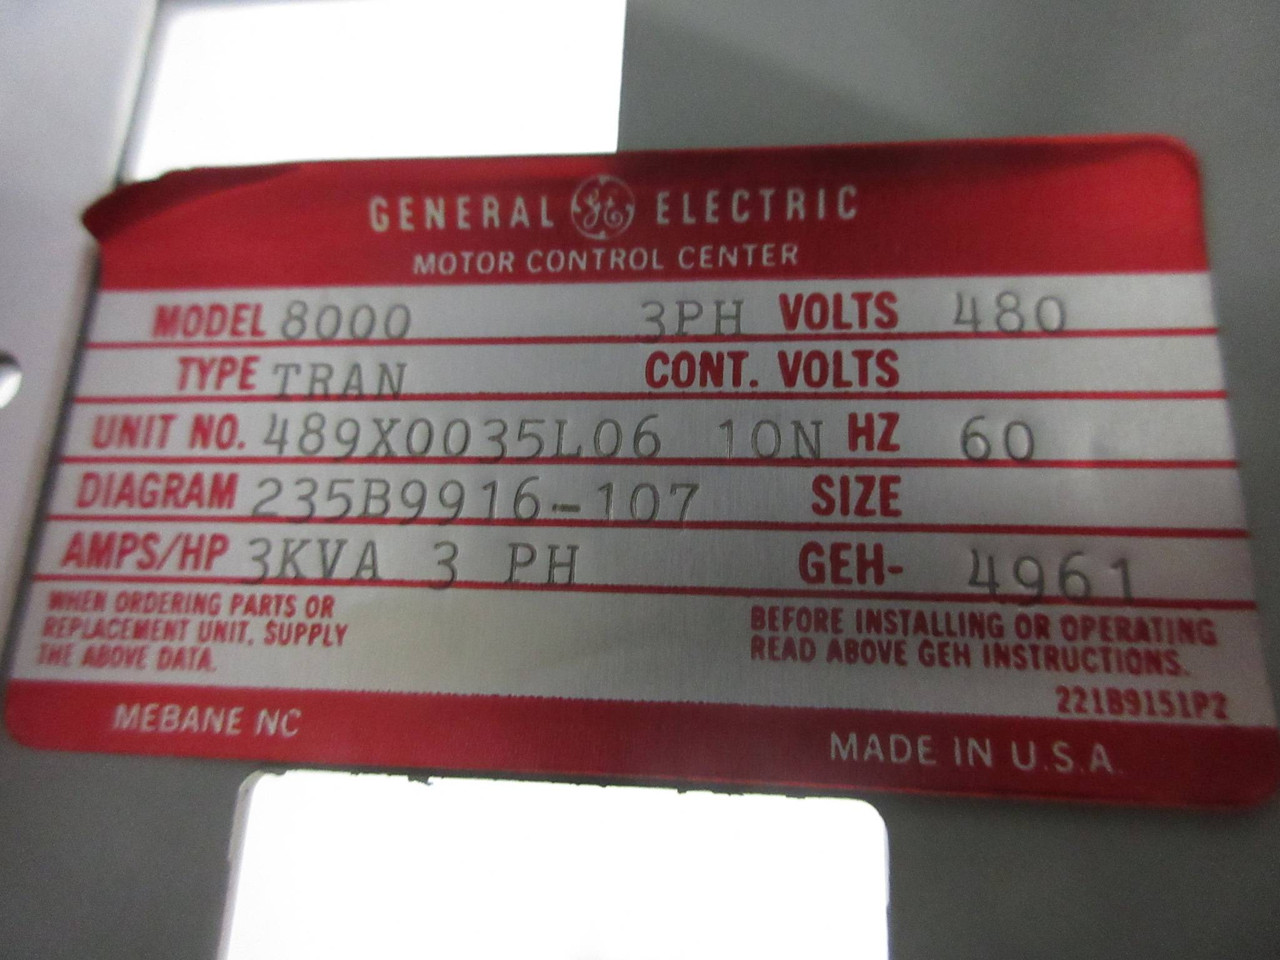 GENERAL GE ELECTRIC
MOTOR CONTROL CENTER
MODEL 8000 3PH VOLTS 480
TYPE TRAN CONT. VOLTS
UNIT NO. 489X0035L06 10N HZ 60
DIAGRAM 235B9916-107 SIZE
AMPS/HP 3KVA 3 PH GEH- 4961
WHEN ORDERING PARTS OR
REPLACEMENT UNIT, SUPPLY
THE ABOVE DATA.
BEFORE INSTALLING OR OPERATING
READ ABOVE GEH INSTRUCTIONS.
221B9151P2
MEBANE NC
MADE IN U.S.A.